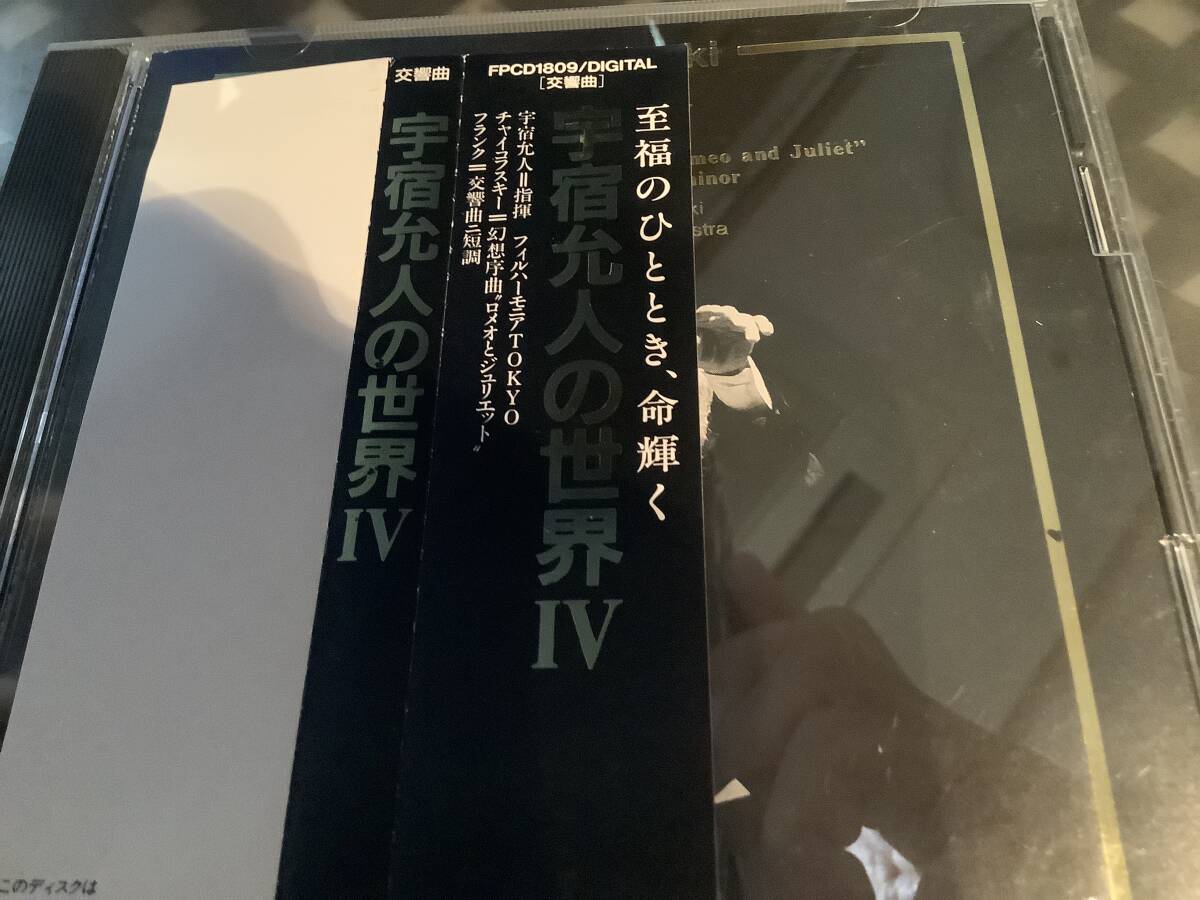 交響曲
宇宿允人の世界 IV
FPCD1809/DIGITAL
[交響曲]
至福のひととき、命輝く
宇宿允人の世界 IV
宇宿允人=指揮 フィルハーモニアTOKYO
チャイコフスキー=幻想序曲"ロメオとジュリエット"
フランク=交響曲ニ短調
ki
meo and Juliet"
minor
ki
stra
このディスクは